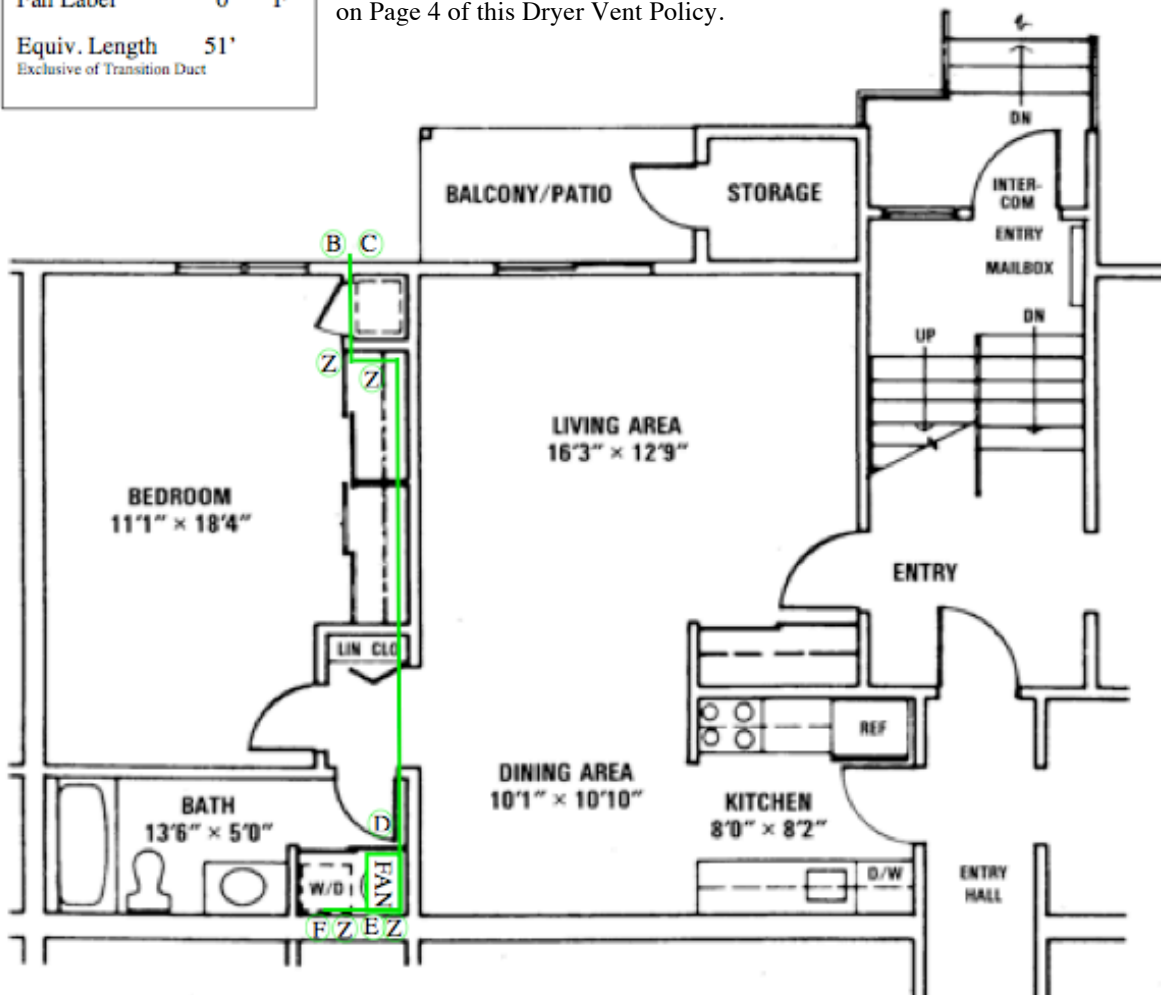 Fan Label 0 F
on Page 4 of this Dryer Vent Policy.
Equiv. Length 51'
Exclusive of Transition Duct
DN
BALCONY/PATIO
STORAGE
INTER-
COM
ENTRY
MAILBOX
B C
UP
DN
Z
Z
LIVING AREA
16'3" × 12'9"
BEDROOM
11'1" × 18'4"
ENTRY
LIN CLO
REF
DINING AREA
10'1" × 10'10"
KITCHEN
8'0" × 8'2"
BATH
13'6" × 5'0"
D
W/D
FAN
D/W
ENTRY
HALL
F Z E Z